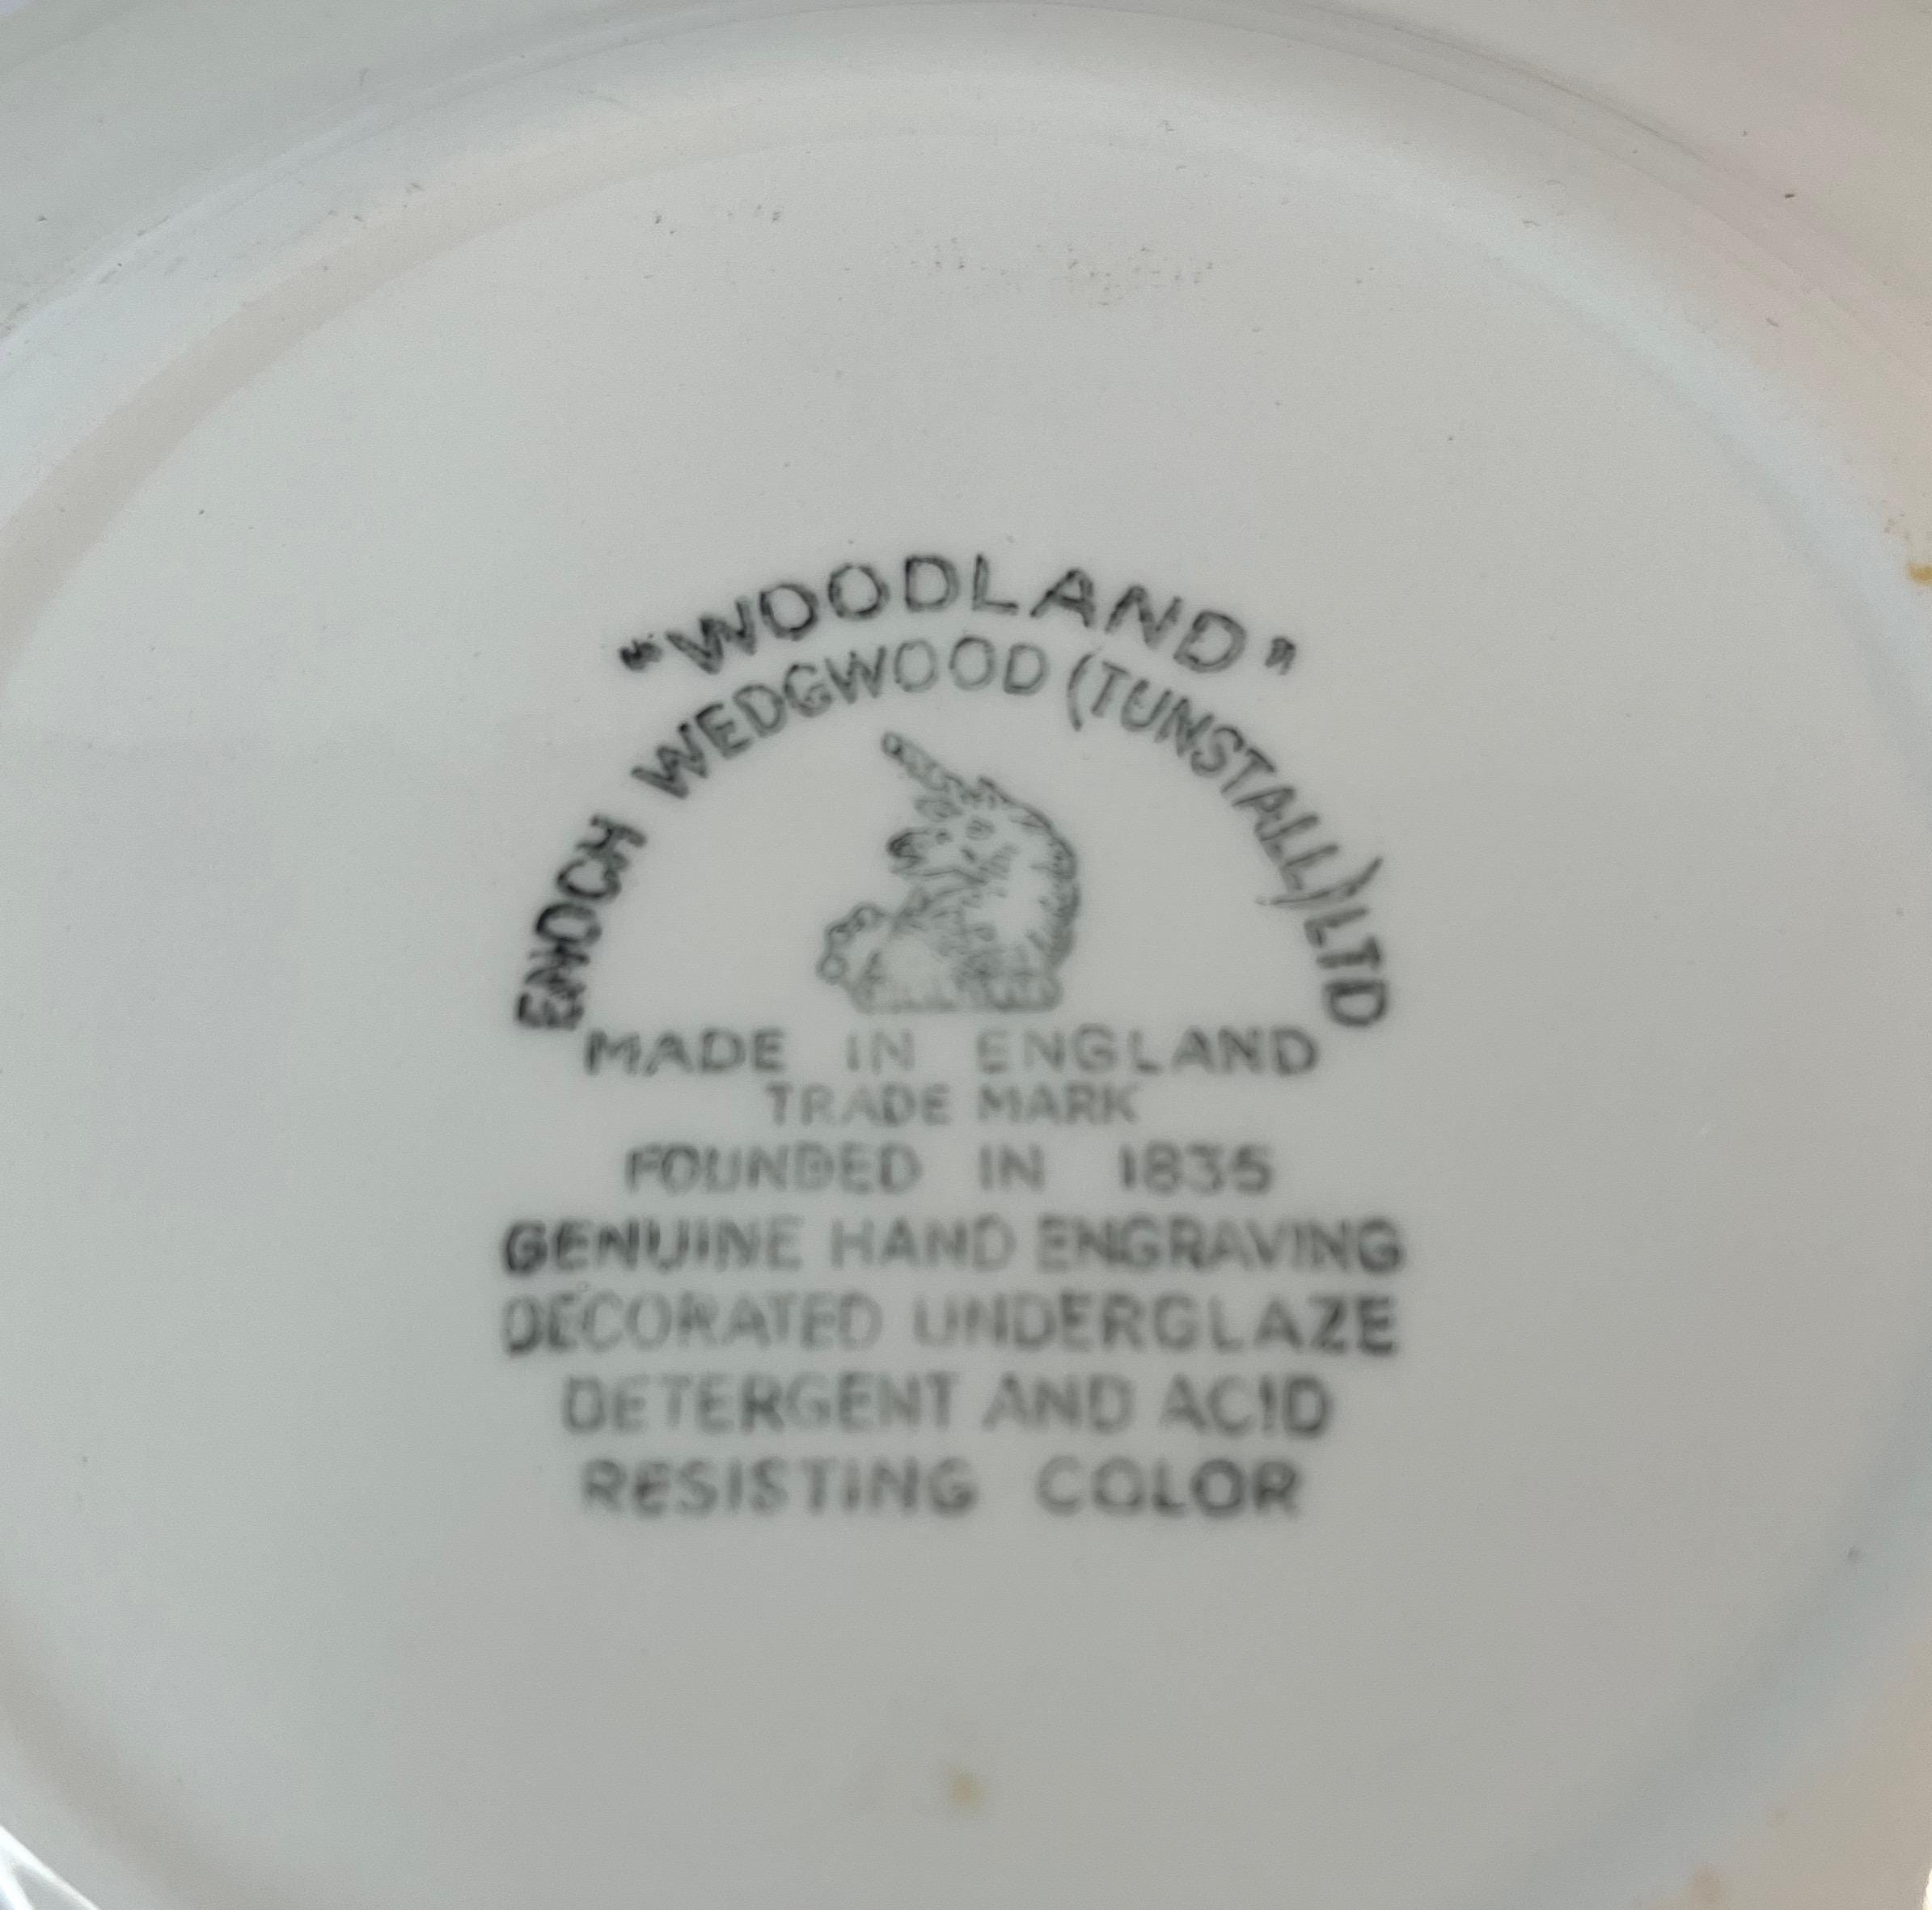 "WOODLAND"
ENOCH WEDGWOOD (TUNSTALL) LTD
MADE IN ENGLAND
TRADE MARK
FOUNDED IN 1835
GENUINE HAND ENGRAVING
DECORATED UNDERGLAZE
DETERGENT AND ACID
RESISTING COLOR